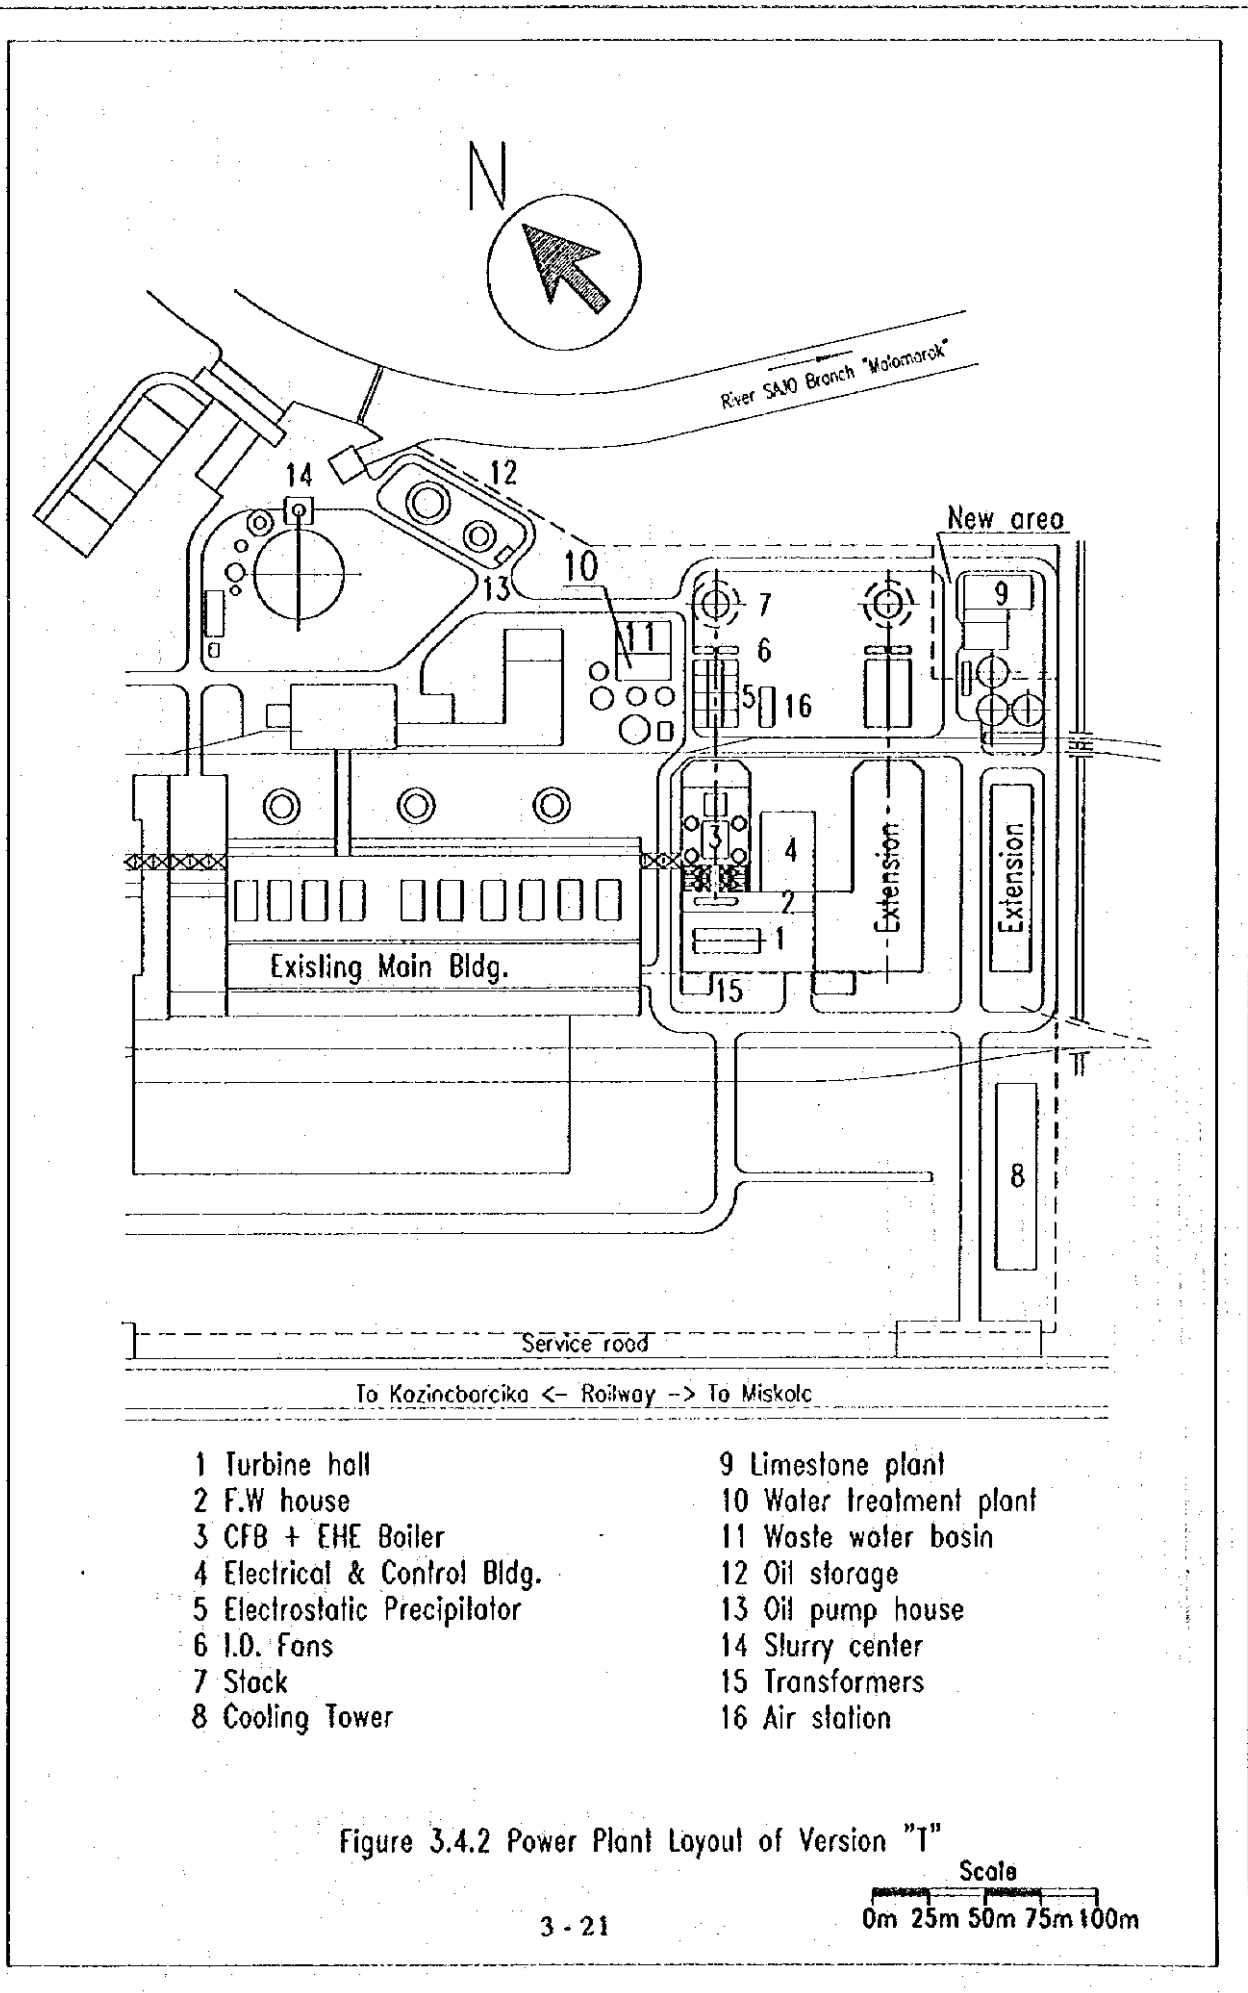 N
River SAJO Branch "Malomarok"
14
12
New area
10
13
9
7
11
6
5
16
3
4
Extension
Extension
2
1
Existing Main Bldg.
15
8
Service road
To Kazincbarcika <- Railway -> To Miskolc
1 Turbine hall
2 F.W house
3 CFB + EHE Boiler
4 Electrical & Control Bldg.
5 Electrostatic Precipitator
6 I.D. Fans
7 Stack
8 Cooling Tower
9 Limestone plant
10 Water treatment plant
11 Waste water basin
12 Oil storage
13 Oil pump house
14 Slurry center
15 Transformers
16 Air station
Figure 3.4.2 Power Plant Layout of Version "T"
Scale
0m 25m 50m 75m 100m
3 - 21